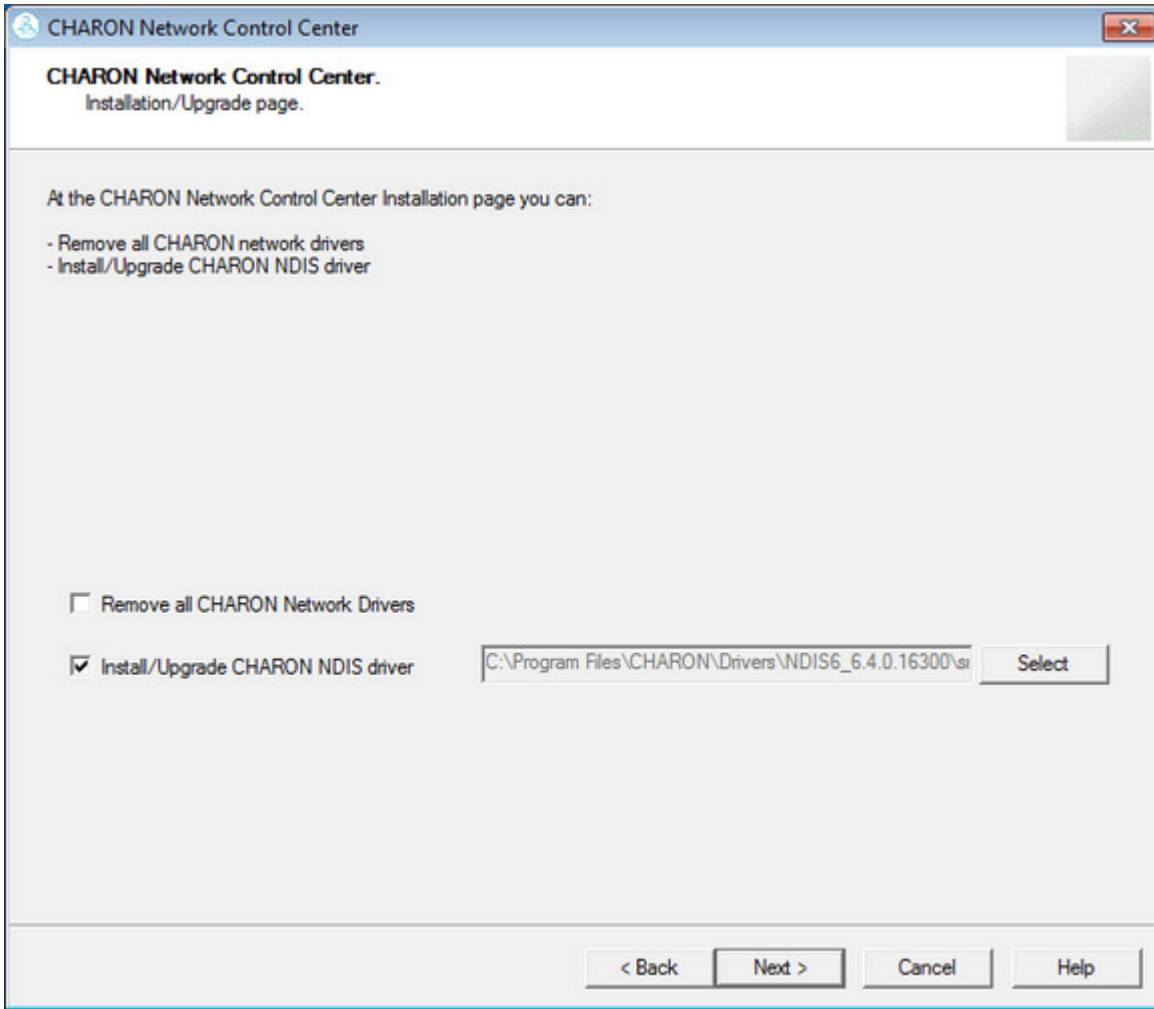 CHARON Network Control Center
CHARON Network Control Center.
Installation/Upgrade page.
At the CHARON Network Control Center Installation page you can:
- Remove all CHARON network drivers
- Install/Upgrade CHARON NDIS driver
Remove all CHARON Network Drivers
Install/Upgrade CHARON NDIS driver C:\Program Files\CHARON\Drivers\NDIS6_6.4.0.16300\ Select
< Back Next > Cancel Help